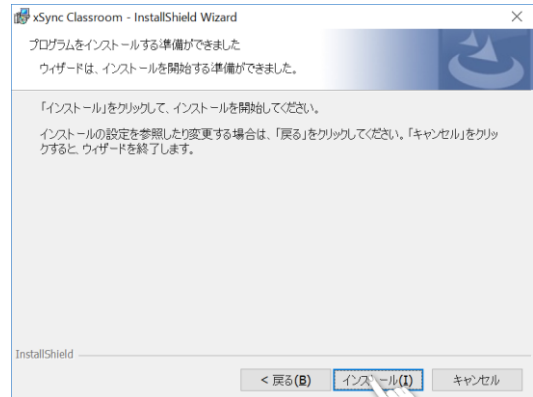 xSync Classroom - InstallShield Wizard
プログラムをインストールする準備ができました
ウィザードは、インストールを開始する準備ができました。
「インストール」をクリックして、インストールを開始してください。
インストールの設定を参照したり変更する場合は、「戻る」をクリックしてください。「キャンセル」をクリッ
クすると、ウィザードを終了します。
InstallShield
< 戻る(B) インストール(I) キャンセル